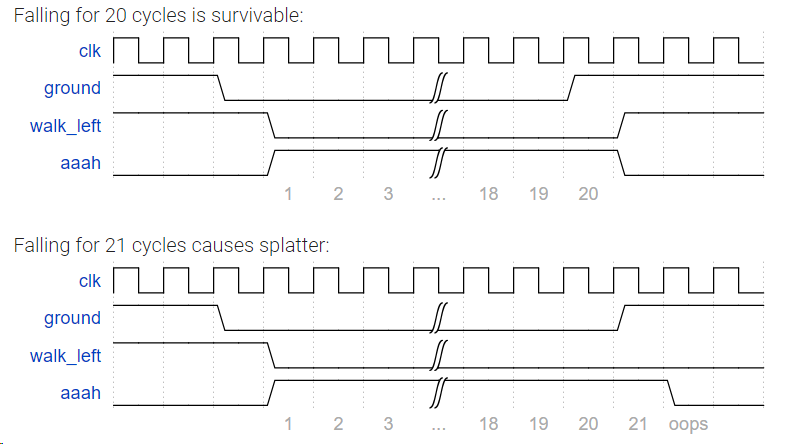 Falling for 20 cycles is survivable:
clk
ground
walk_left
aaah
1 2 3 ... 18 19 20
Falling for 21 cycles causes splatter:
clk
ground
walk_left
aaah
1 2 3 ... 18 19 20 21 oops